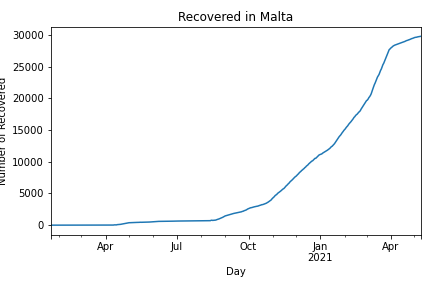 Recovered in Malta
Number of Recovered
30000
25000
20000
15000
10000
5000
0
Apr
Jul
Oct
Jan
2021
Apr
Day